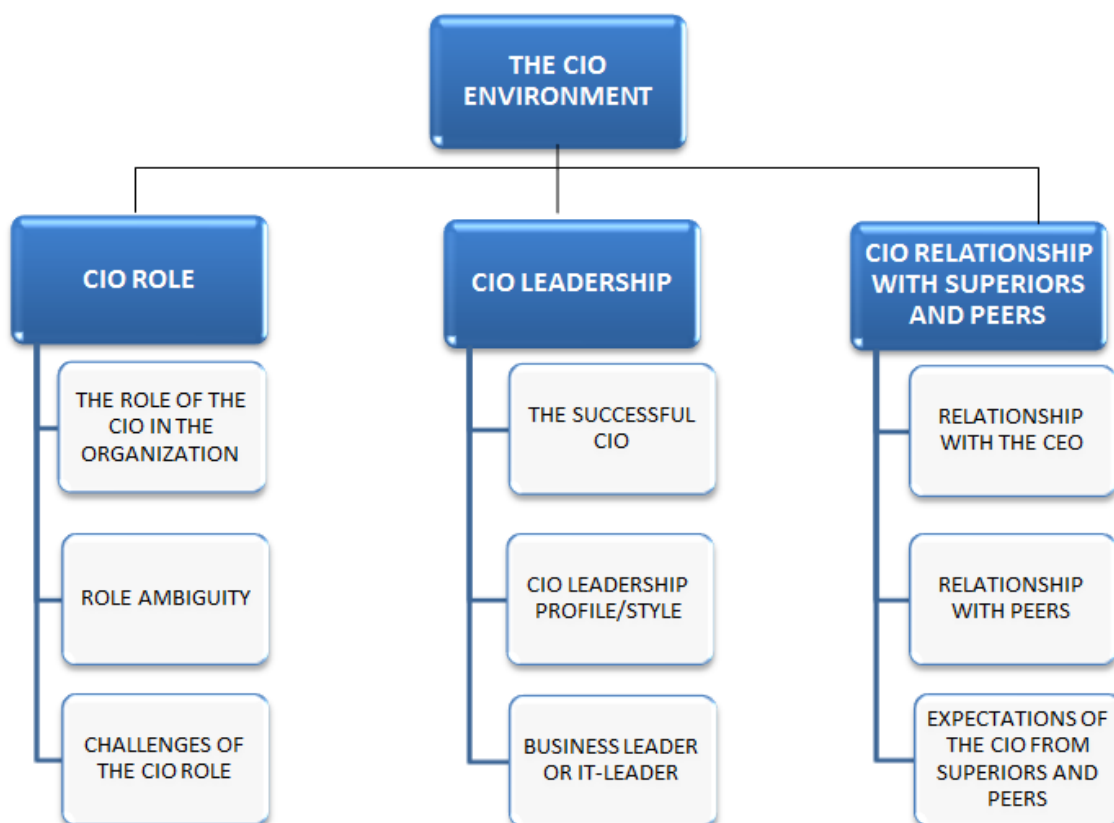 THE CIO
ENVIRONMENT
CIO ROLE
THE ROLE OF THE
CIO IN THE
ORGANIZATION
ROLE AMBIGUITY
CHALLENGES OF
THE CIO ROLE
CIO LEADERSHIP
THE SUCCESSFUL
CIO
CIO LEADERSHIP
PROFILE/STYLE
BUSINESS LEADER
OR IT-LEADER
CIO RELATIONSHIP
WITH SUPERIORS
AND PEERS
RELATIONSHIP
WITH THE CEO
RELATIONSHIP
WITH PEERS
EXPECTATIONS OF
THE CIO FROM
SUPERIORS AND
PEERS